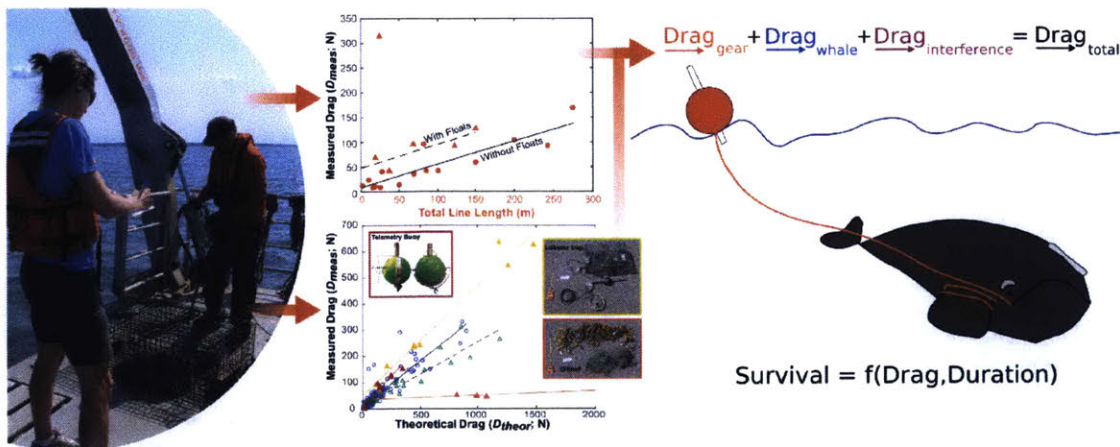 350
300
250
200
150
100
50
0
Measured Drag (Dmeas; N)
With Floats
Without Floats
0 50 100 150 200 250 300
Total Line Length (m)
700
600
500
400
300
200
100
0
Measured Drag (Dmeas; N)
Telemetry Buoy
0 500 1000 1500 2000
Theoretical Drag (Dtheor; N)
Drag gear + Drag whale + Drag interference = Drag total
Survival = f(Drag,Duration)